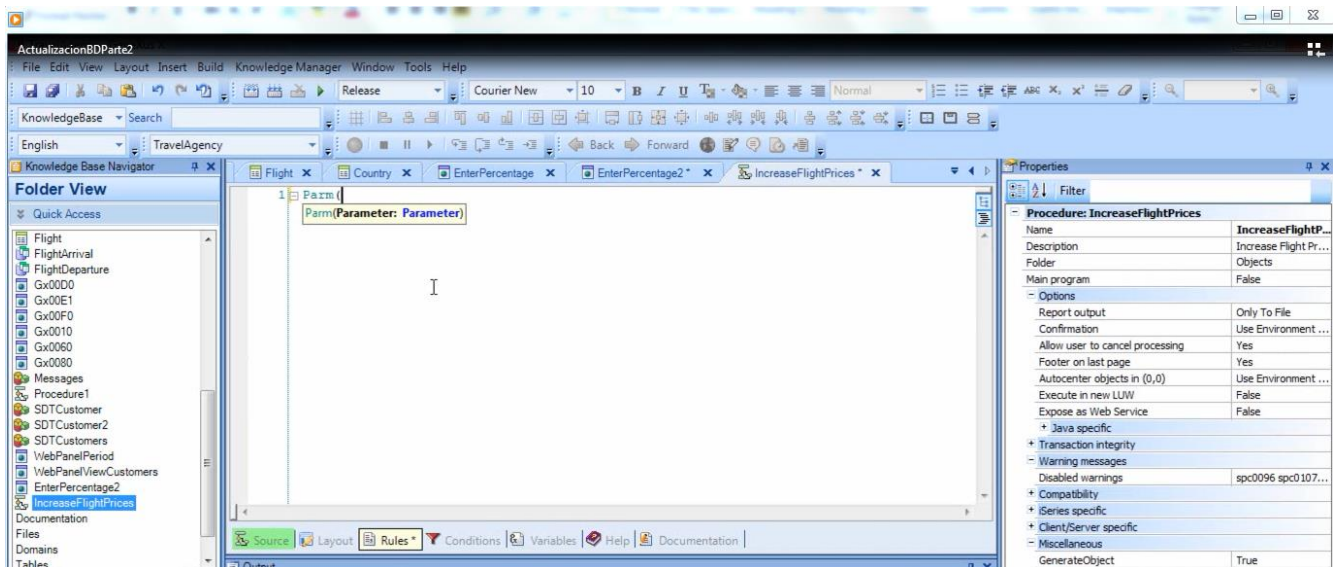 ActualizacionBDParte2
File Edit View Layout Insert Build Knowledge Manager Window Tools Help
Release Courier New 10 B I U Normal ABC
KnowledgeBase Search
English TravelAgency Back Forward
Knowledge Base Navigator
Folder View
Quick Access
Flight
FlightArrival
FlightDeparture
Gx00D0
Gx00E1
Gx00F0
Gx0010
Gx0060
Gx0080
Messages
Procedure1
SDTCustomer
SDTCustomer2
SDTCustomers
WebPanelPeriod
WebPanelViewCustomers
EnterPercentage2
IncreaseFlightPrices
Documentation
Files
Domains
Tables
Flight Country EnterPercentage EnterPercentage2 * IncreaseFlightPrices *
1 Parm(
Parm(Parameter: Parameter)
Source Layout Rules * Conditions Variables Help Documentation
Output
Properties
Filter
Procedure: IncreaseFlightPrices
Name IncreaseFlightP...
Description Increase Flight Pr...
Folder Objects
Main program False
Options
Report output Only To File
Confirmation Use Environment ...
Allow user to cancel processing Yes
Footer on last page Yes
Autocenter objects in (0,0) Use Environment ...
Execute in new LUW False
Expose as Web Service False
Java specific
Transaction integrity
Warning messages
Disabled warnings spc0096 spc0107...
Compatibility
iSeries specific
Client/Server specific
Miscellaneous
GenerateObject True